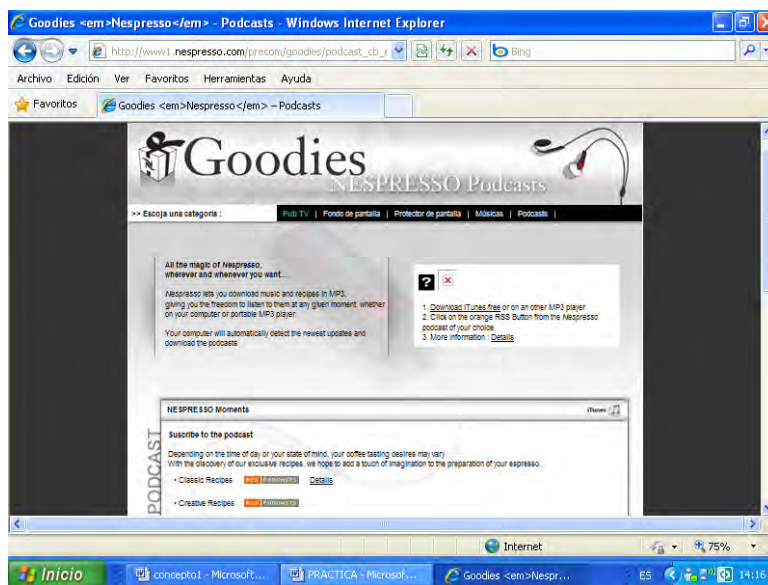 Goodies <em>Nespresso</em> - Podcasts - Windows Internet Explorer
http://www1.nespresso.com/precom/goodies/podcast_cb_r
Bing
Archivo Edición Ver Favoritos Herramientas Ayuda
Favoritos
Goodies <em>Nespresso</em> – Podcasts
Goodies
NESPRESSO Podcasts
>> Escoja una categoria : Pub TV | Fondo de pantalla | Protector de pantalla | Músicas | Podcasts |
All the magic of Nespresso,
wherever and whenever you want...
Nespresso lets you download music and recipes in MP3,
giving you the freedom to listen to them at any given moment, whether
on your computer or portable MP3 player.
Your computer will automatically detect the newest updates and
download the podcasts.
?
1. Download iTunes free or on an other MP3 player
2. Click on the orange RSS Button from the Nespresso
podcast of your choice.
3. More information : Details
PODCAST
NESPRESSO Moments
iTunes
Suscribe to the podcast
Depending on the time of day or your state of mind, your coffee tasting desires may vary.
With the discovery of our exclusive recipes, we hope to add a touch of imagination to the preparation of your espresso.
• Classic Recipes RSS PODCASTS Details
• Creative Recipes RSS PODCASTS
Internet
75%
Inicio
concepto1 - Microsoft...
PRACTICA - Microsof...
Goodies <em>Nespr...
ES
14:16